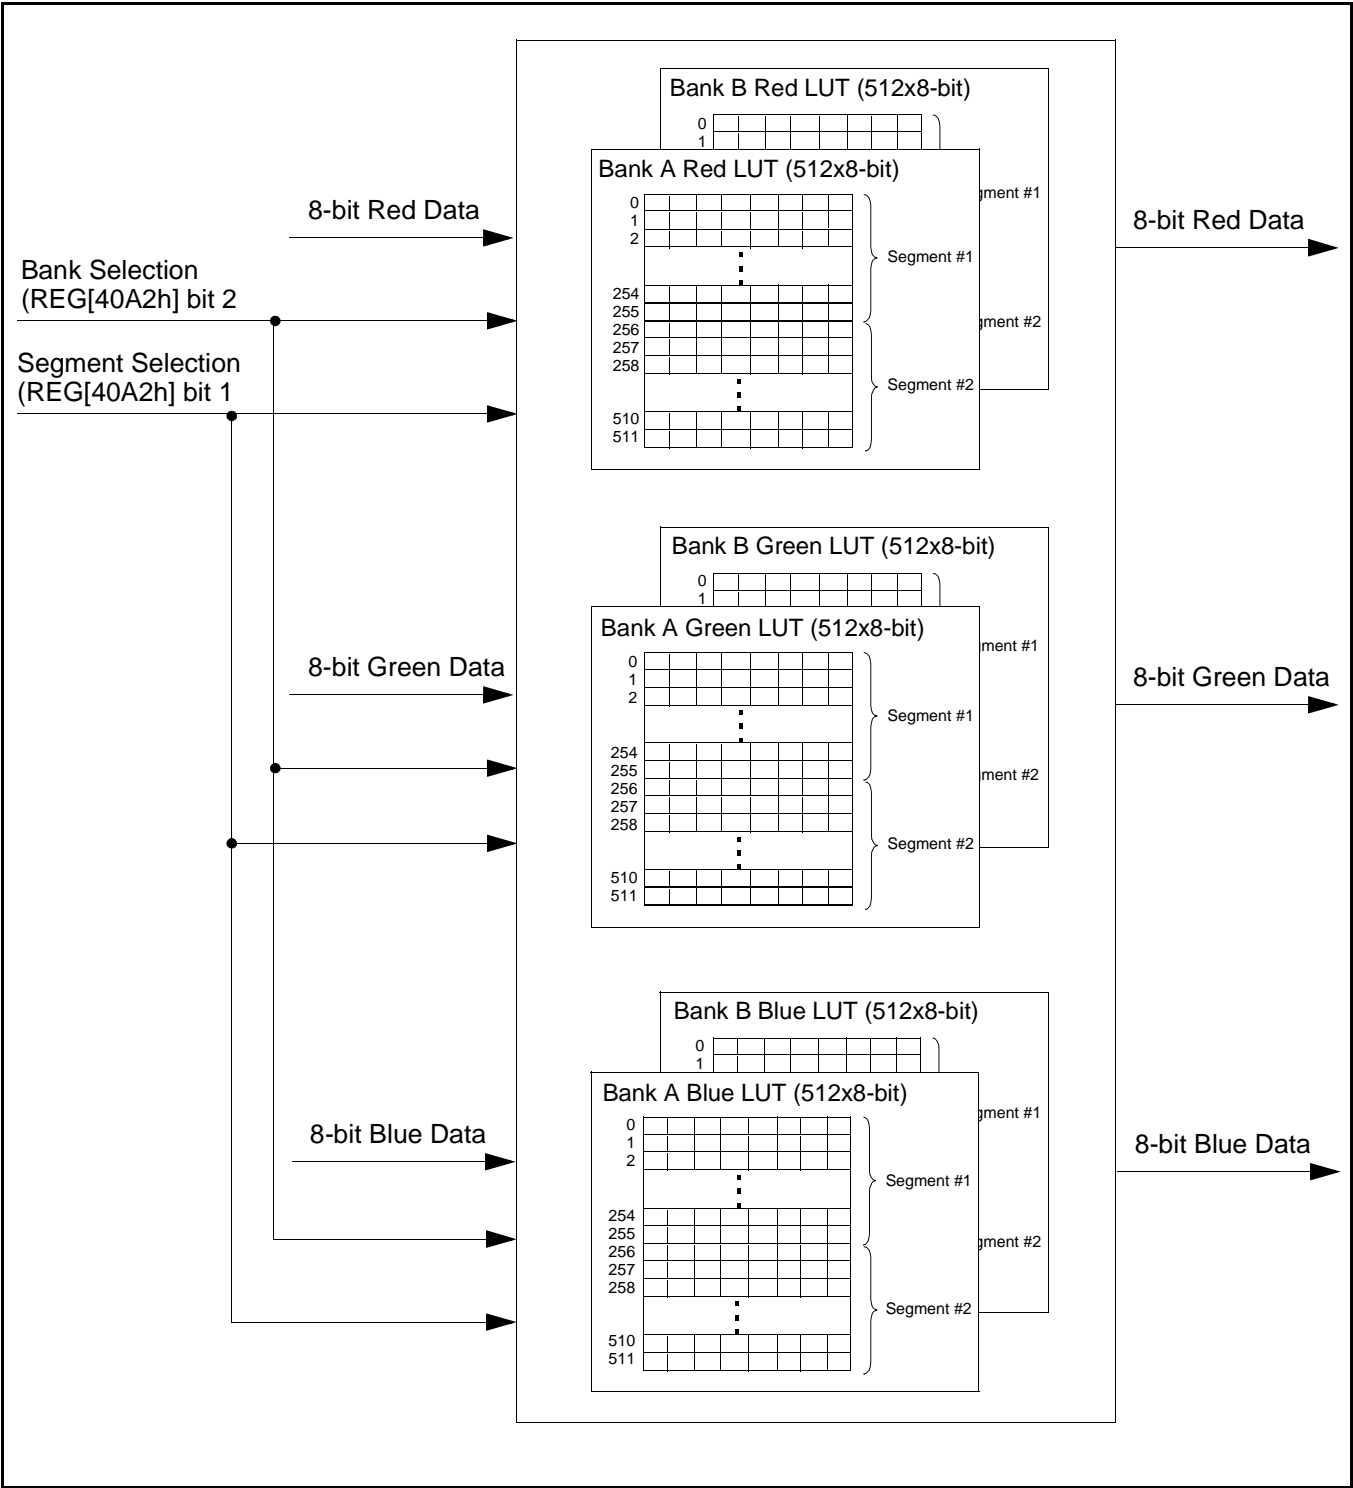 Bank B Red LUT (512x8-bit)
0
1
Bank A Red LUT (512x8-bit)
0
1
2
254
255
256
257
258
510
511
Segment #1
Segment #2
#1
#2
8-bit Red Data
Bank Selection
(REG[40A2h] bit 2
Segment Selection
(REG[40A2h] bit 1
8-bit Red Data
Bank B Green LUT (512x8-bit)
0
1
Bank A Green LUT (512x8-bit)
0
1
2
254
255
256
257
258
510
511
Segment #1
Segment #2
#1
#2
8-bit Green Data
8-bit Green Data
Bank B Blue LUT (512x8-bit)
0
1
Bank A Blue LUT (512x8-bit)
0
1
2
254
255
256
257
258
510
511
Segment #1
Segment #2
#1
#2
8-bit Blue Data
8-bit Blue Data